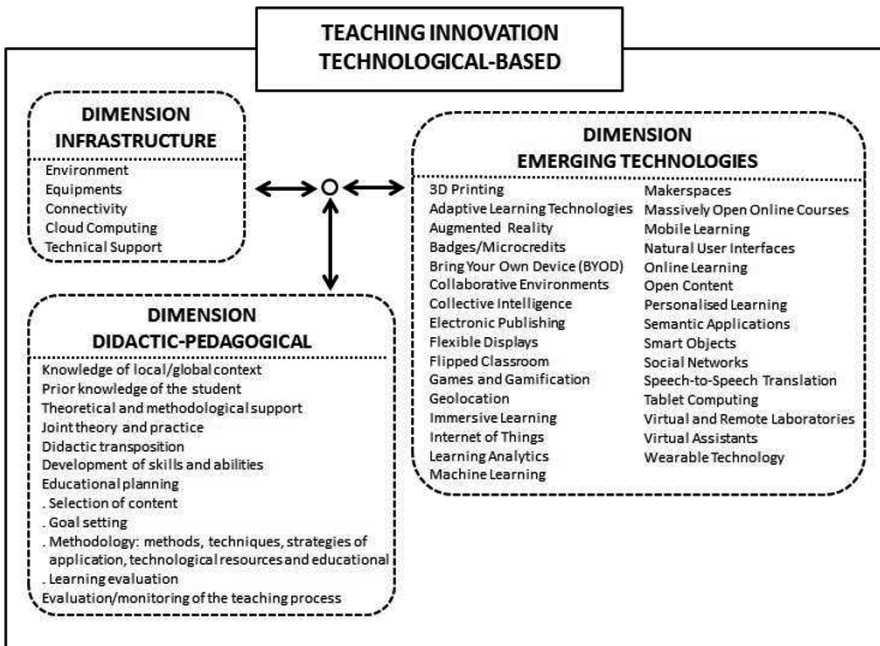 TEACHING INNOVATION
TECHNOLOGICAL-BASED
DIMENSION
INFRASTRUCTURE
Environment
Equipments
Connectivity
Cloud Computing
Technical Support
DIMENSION
EMERGING TECHNOLOGIES
3D Printing
Adaptive Learning Technologies
Augmented Reality
Badges/Microcredits
Bring Your Own Device (BYOD)
Collaborative Environments
Collective Intelligence
Electronic Publishing
Flexible Displays
Flipped Classroom
Games and Gamification
Geolocation
Immersive Learning
Internet of Things
Learning Analytics
Machine Learning
Makerspaces
Massively Open Online Courses
Mobile Learning
Natural User Interfaces
Online Learning
Open Content
Personalised Learning
Semantic Applications
Smart Objects
Social Networks
Speech-to-Speech Translation
Tablet Computing
Virtual and Remote Laboratories
Virtual Assistants
Wearable Technology
DIMENSION
DIDACTIC-PEDAGOGICAL
Knowledge of local/global context
Prior knowledge of the student
Theoretical and methodological support
Joint theory and practice
Didactic transposition
Development of skills and abilities
Educational planning
. Selection of content
. Goal setting
. Methodology: methods, techniques, strategies of
application, technological resources and educational
. Learning evaluation
Evaluation/monitoring of the teaching process